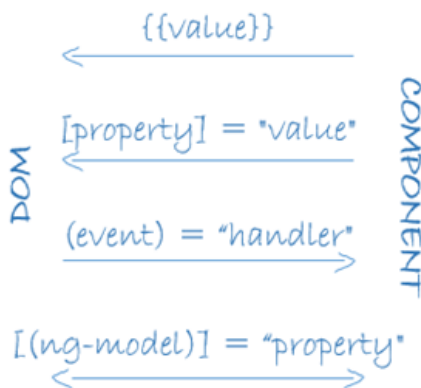 {{value}}
[property] = "value"
DOM
COMPONENT
(event) = "handler"
[(ng-model)] = "property"